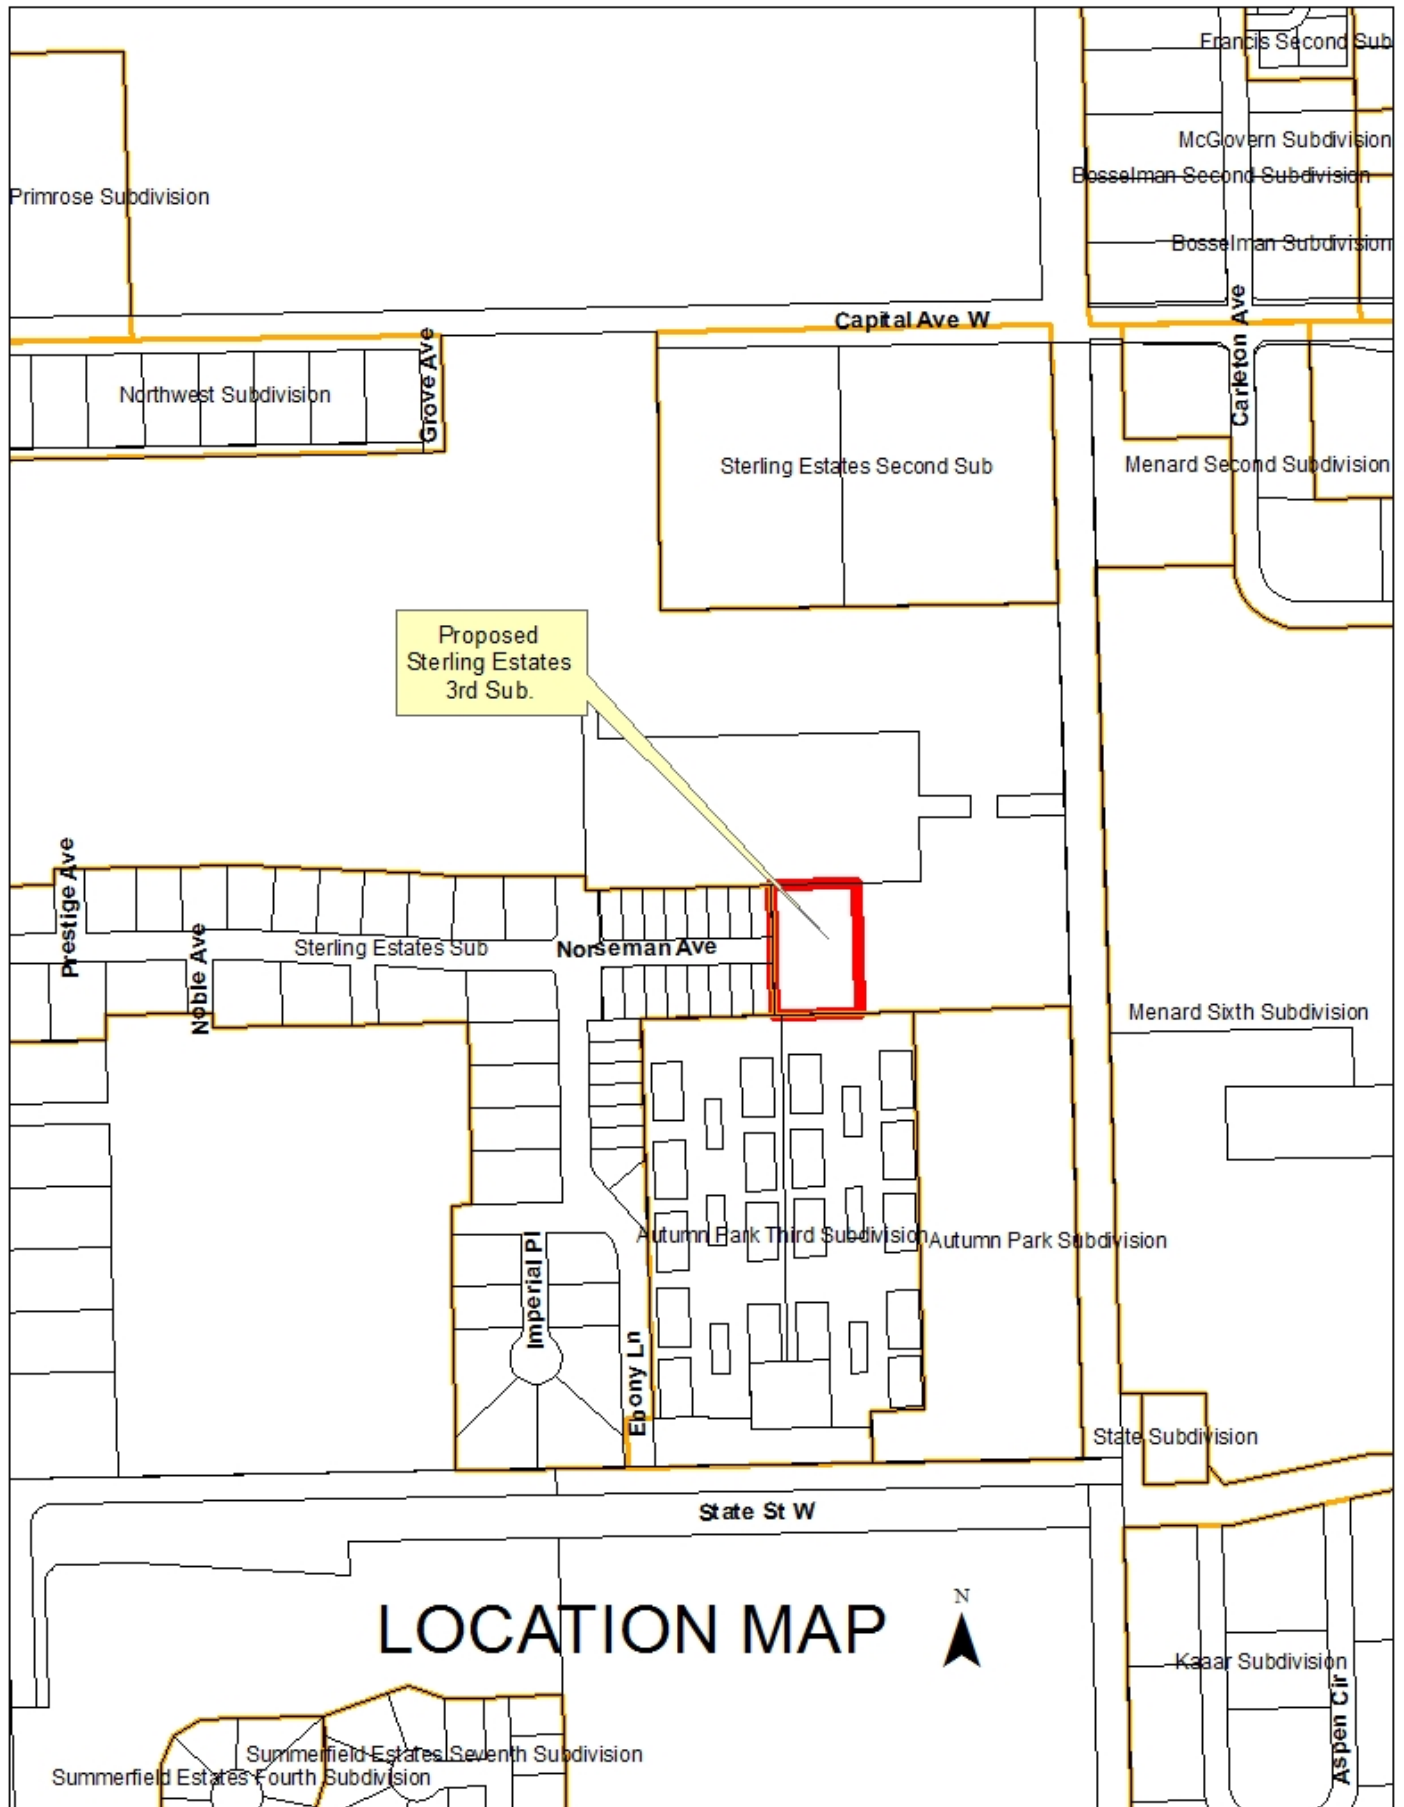 Francis Second Sub
McGovern Subdivision
Bosselman Second Subdivision
Primrose Subdivision
Bosselman Subdivision
Capital Ave W
Carleton Ave
Grove Ave
Northwest Subdivision
Sterling Estates Second Sub
Menard Second Subdivision
Proposed
Sterling Estates
3rd Sub.
Prestige Ave
Noble Ave
Sterling Estates Sub
Norseman Ave
Menard Sixth Subdivision
Autumn Park Third Subdivision
Autumn Park Subdivision
Imperial Pl
Ebony Ln
State Subdivision
State St W
LOCATION MAP
N
Kaaar Subdivision
Aspen Cir
Summerfield Estates Seventh Subdivision
Summerfield Estates Fourth Subdivision